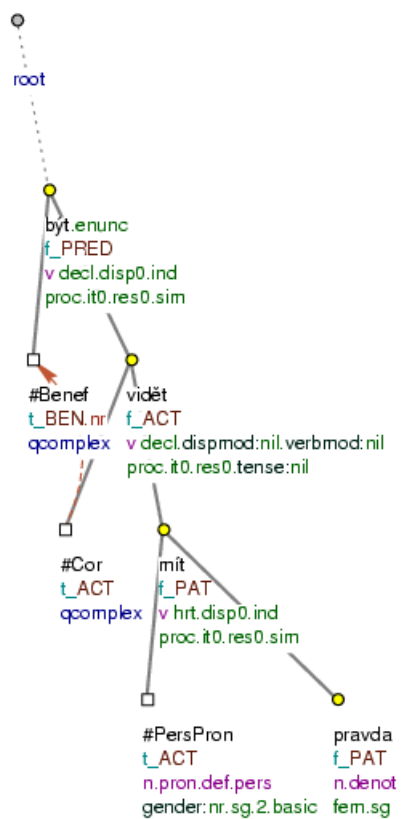 root
být.enunc
f_PRED
v decl.disp0.ind
proc.it0.res0.sim
#Benef
t_BEN.nr
qcomplex
vidět
f_ACT
v decl.dispmod:nil.verbmod:nil
proc.it0.res0.tense:nil
#Cor
t_ACT
qcomplex
mít
f_PAT
v hrt.disp0.ind
proc.it0.res0.sim
#PersPron
t_ACT
n.pron.def.pers
gender:nr.sg.2.basic
pravda
f_PAT
n.denot
fem.sg